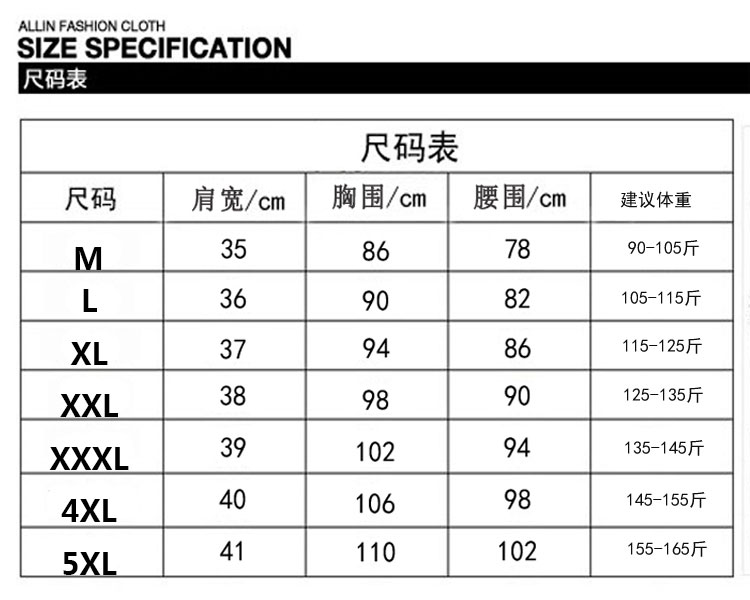 ALLIN FASHION CLOTH
SIZE SPECIFICATION
尺码表
尺码表
尺码 肩宽/cm 胸围/cm 腰围/cm 建议体重
M 35 86 78 90-105斤
L 36 90 82 105-115斤
XL 37 94 86 115-125斤
XXL 38 98 90 125-135斤
XXXL 39 102 94 135-145斤
4XL 40 106 98 145-155斤
5XL 41 110 102 155-165斤